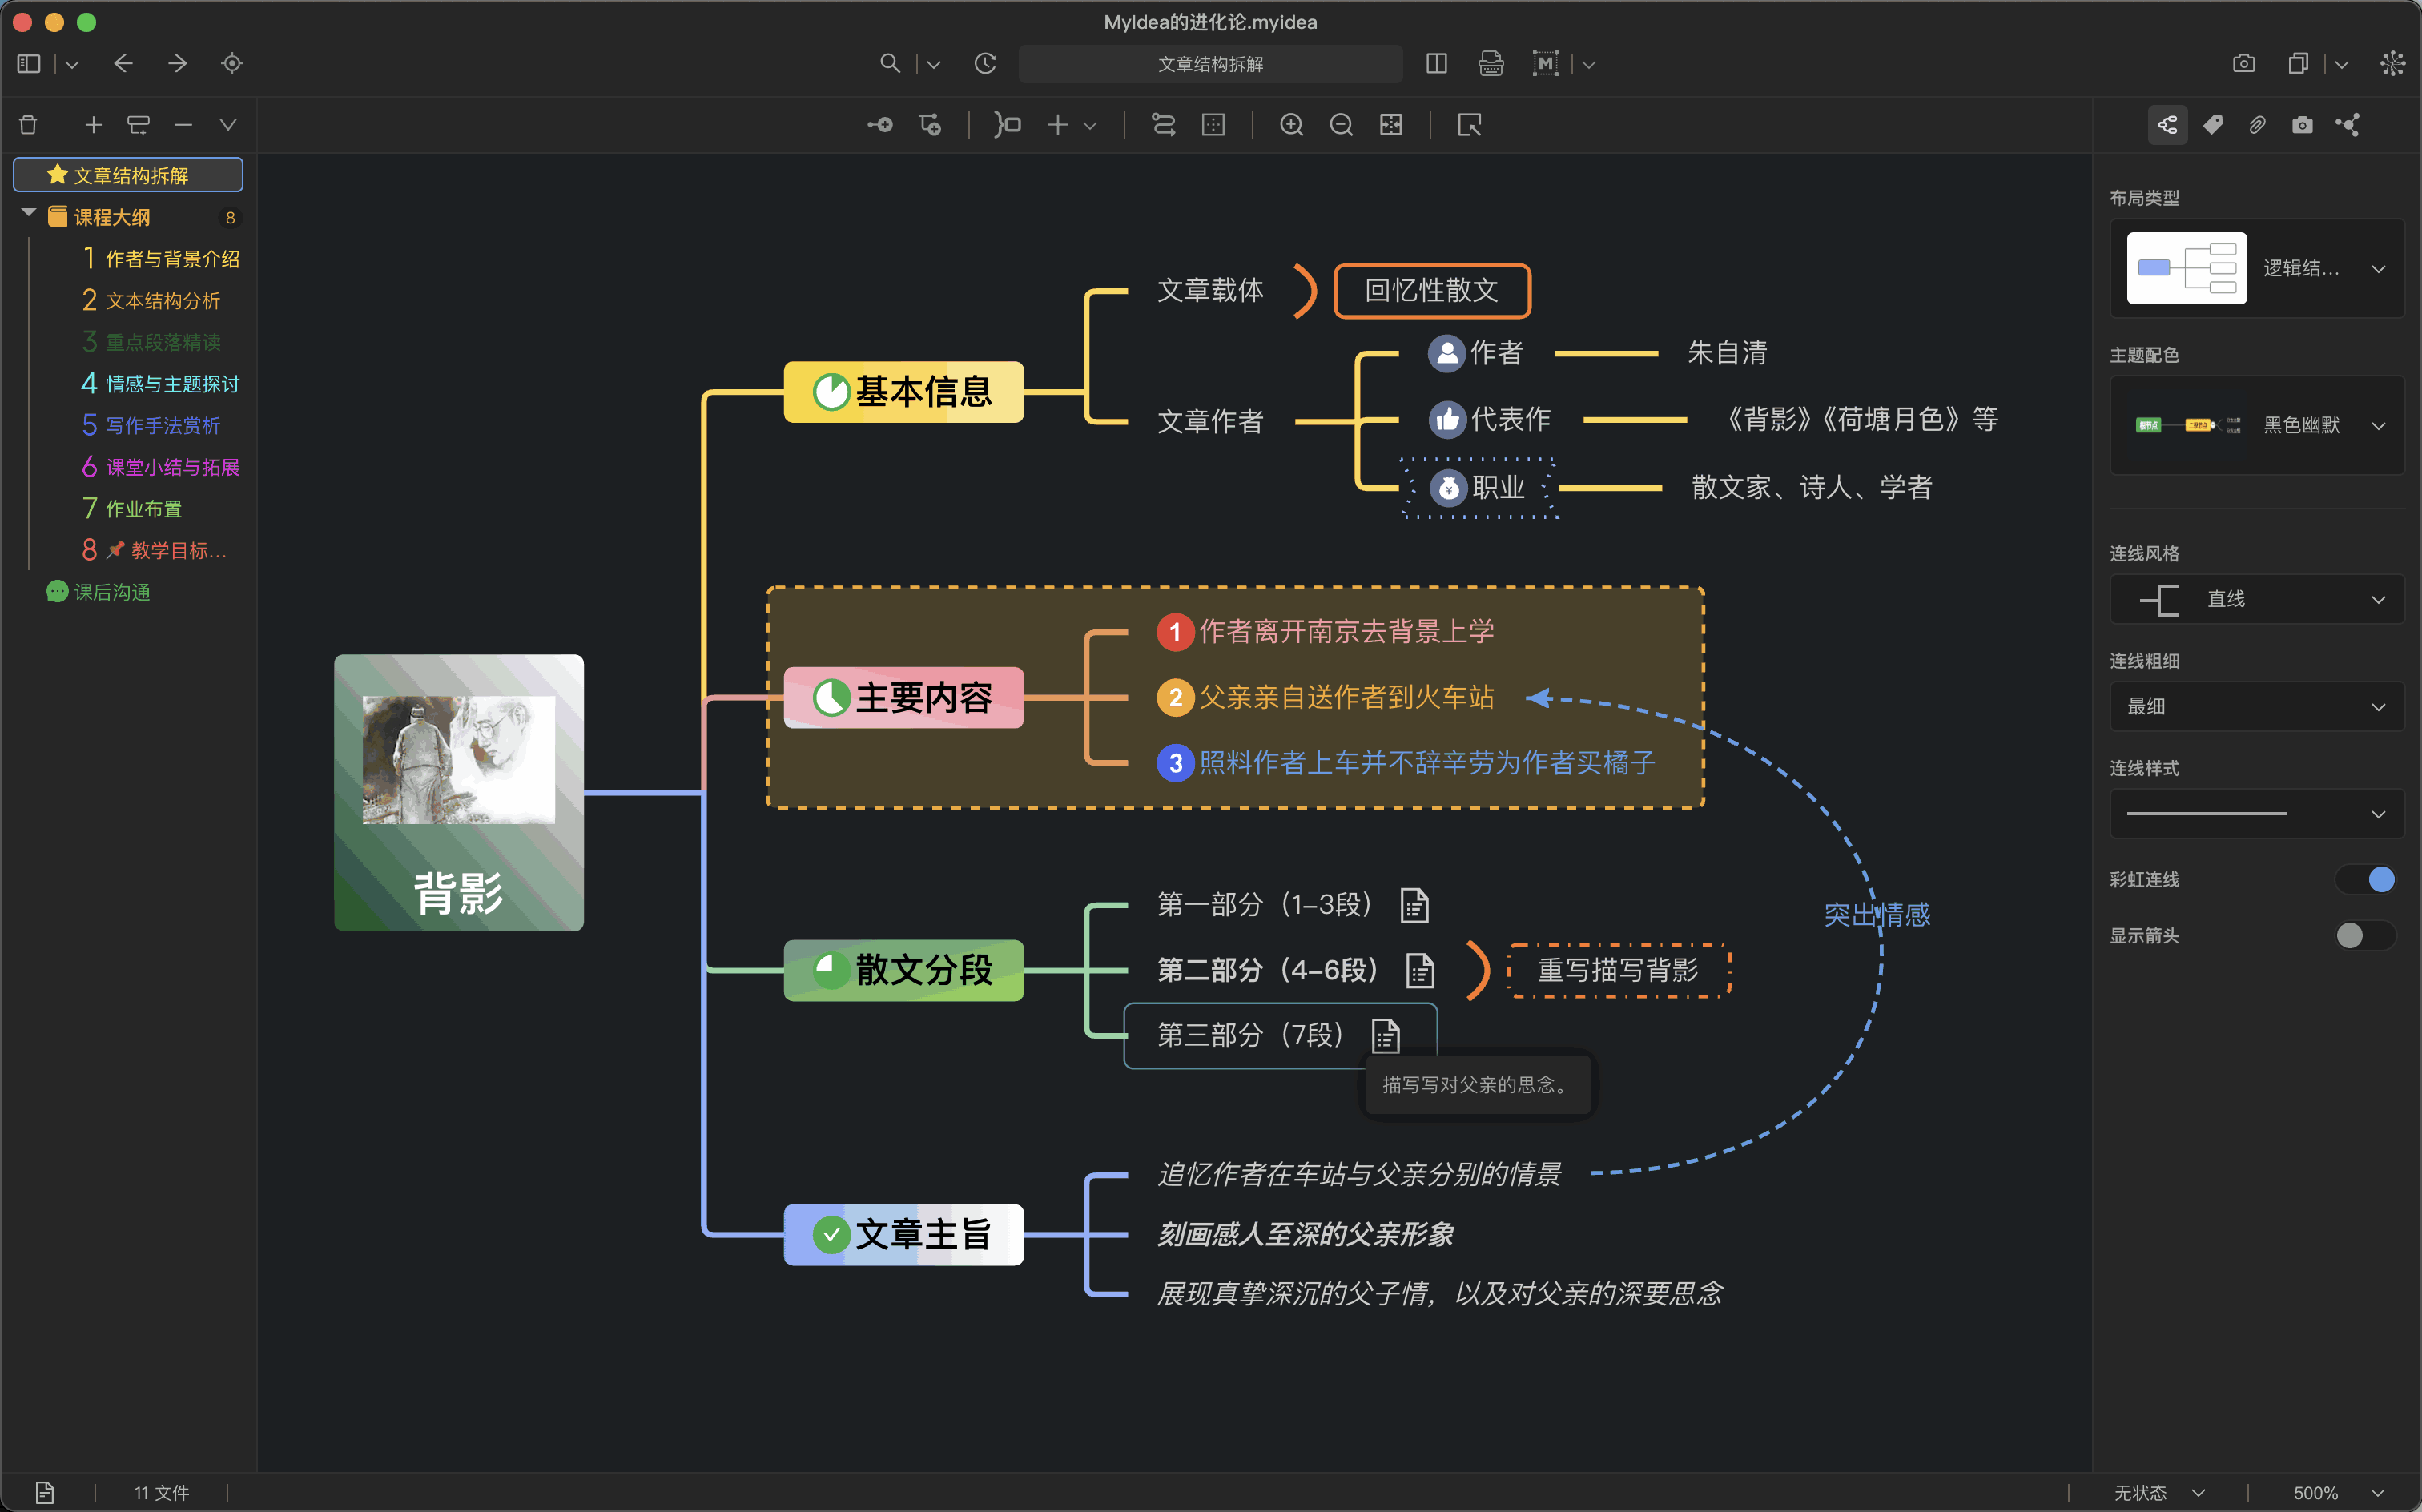 MyIdea的进化论.myidea
文章结构拆解
文章结构拆解
课程大纲
8
1 作者与背景介绍
2 文本结构分析
3 重点段落精读
4 情感与主题探讨
5 写作手法赏析
6 课堂小结与拓展
7 作业布置
8 教学目标...
课后沟通
背影
基本信息
文章载体
回忆性散文
文章作者
作者
朱自清
代表作
《背影》《荷塘月色》等
职业
散文家、诗人、学者
主要内容
1 作者离开南京去背景上学
2 父亲亲自送作者到火车站
3 照料作者上车并不辞辛劳为作者买橘子
散文分段
第一部分（1–3段）
第二部分（4–6段）
重写描写背影
第三部分（7段）
描写写对父亲的思念。
突出情感
文章主旨
追忆作者在车站与父亲分别的情景
刻画感人至深的父亲形象
展现真挚深沉的父子情，以及对父亲的深要思念
布局类型
逻辑结...
主题配色
黑色幽默
连线风格
直线
连线粗细
最细
连线样式
彩虹连线
显示箭头
11 文件
无状态
500%